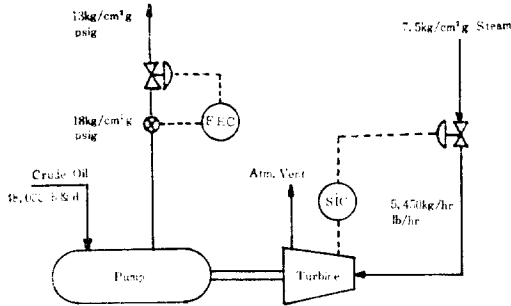 13kg/cm²g
psig
7.5kg/cm²g Steam
18kg/cm²g
psig
Crude Oil
Atm. Vent
SIC
5,450kg/hr
lb/hr
Pump
Turbine